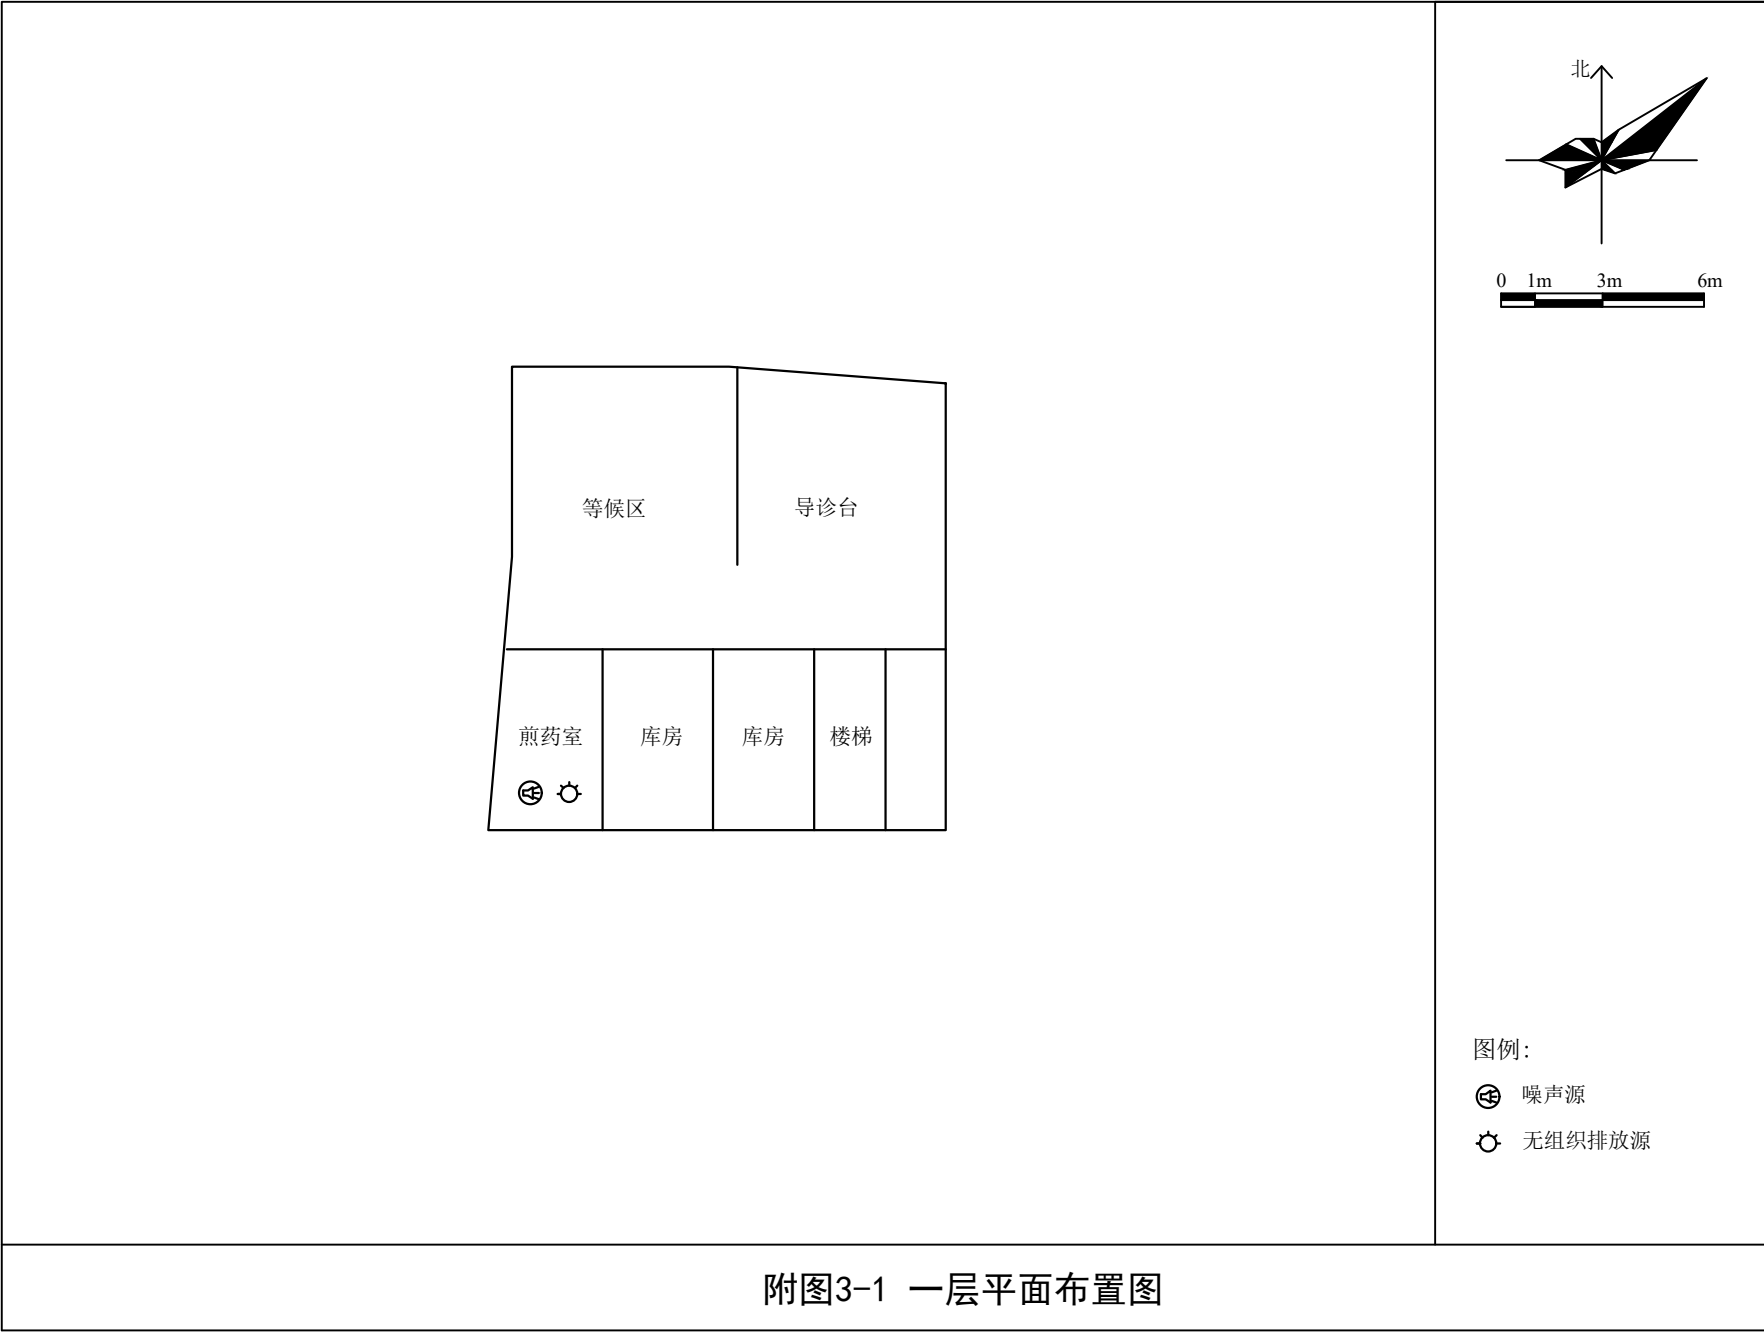 北
0 1m 3m 6m
等候区 导诊台
煎药室 库房 库房 楼梯
图例:
噪声源
无组织排放源
附图3-1 一层平面布置图